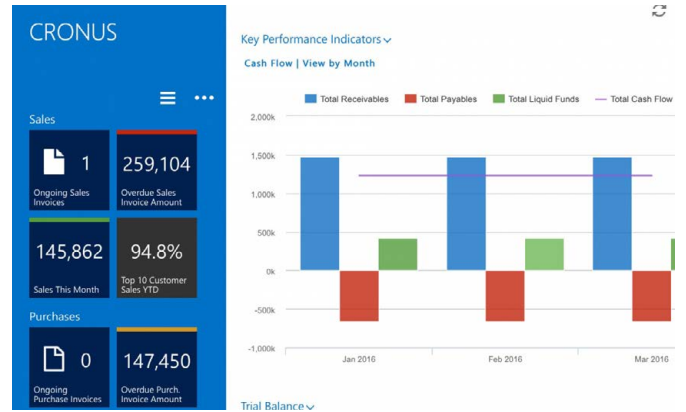 CRONUS
Sales
1
Ongoing Sales
Invoices
259,104
Overdue Sales
Invoice Amount
145,862
Sales This Month
94.8%
Top 10 Customer
Sales YTD
Purchases
0
Ongoing
Purchase Invoices
147,450
Overdue Purch.
Invoice Amount
Key Performance Indicators
Cash Flow | View by Month
Total Receivables Total Payables Total Liquid Funds Total Cash Flow
2,000k
1,500k
1,000k
500k
0k
-500k
-1,000k
Jan 2016 Feb 2016 Mar 2016
Trial Balance